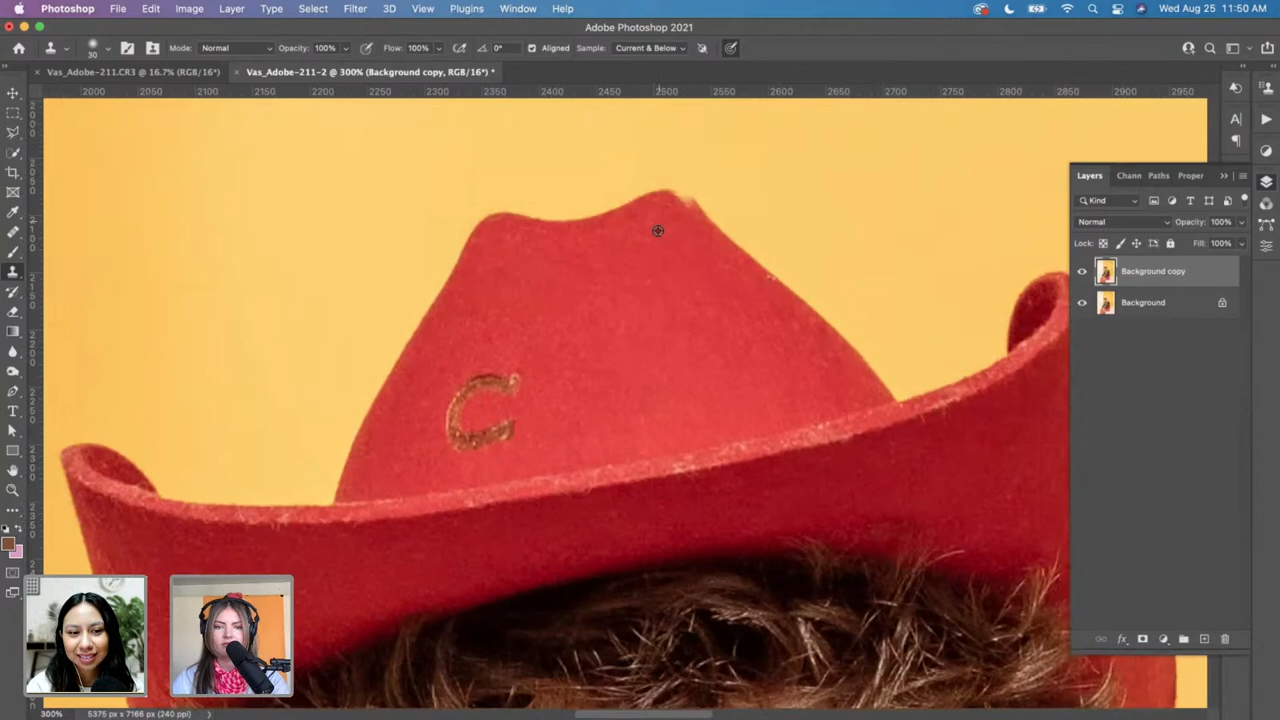 Photoshop File Edit Image Layer Type Select Filter 3D View Plugins Window Help Wed Aug 25 11:50 AM
Adobe Photoshop 2021
30 Mode: Normal Opacity: 100% Flow: 100% 0° Aligned Sample: Current & Below
× Vas_Adobe-211.CR3 @ 16.7% (RGB/16*) × Vas_Adobe-211-2 @ 300% (Background copy, RGB/16*) *
2000 2050 2100 2150 2200 2250 2300 2350 2400 2450 2500 2550 2600 2650 2700 2750 2800 2850 2900 2950
Layers Chann Paths Proper
Kind
Normal Opacity: 100%
Lock: Fill: 100%
Background copy
Background
C
fx
300% 5375 px x 7166 px (240 ppi)